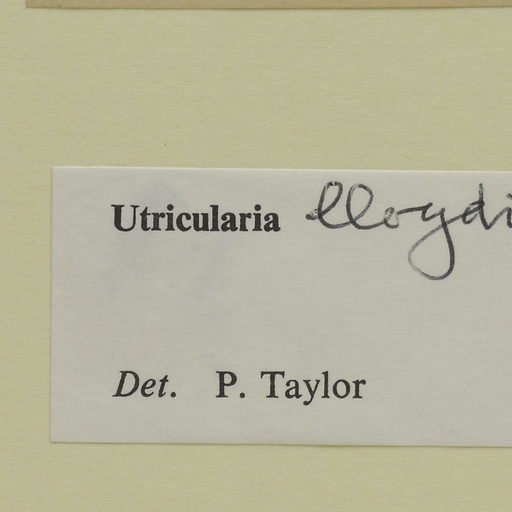 Utricularia lloydi
Det. P. Taylor